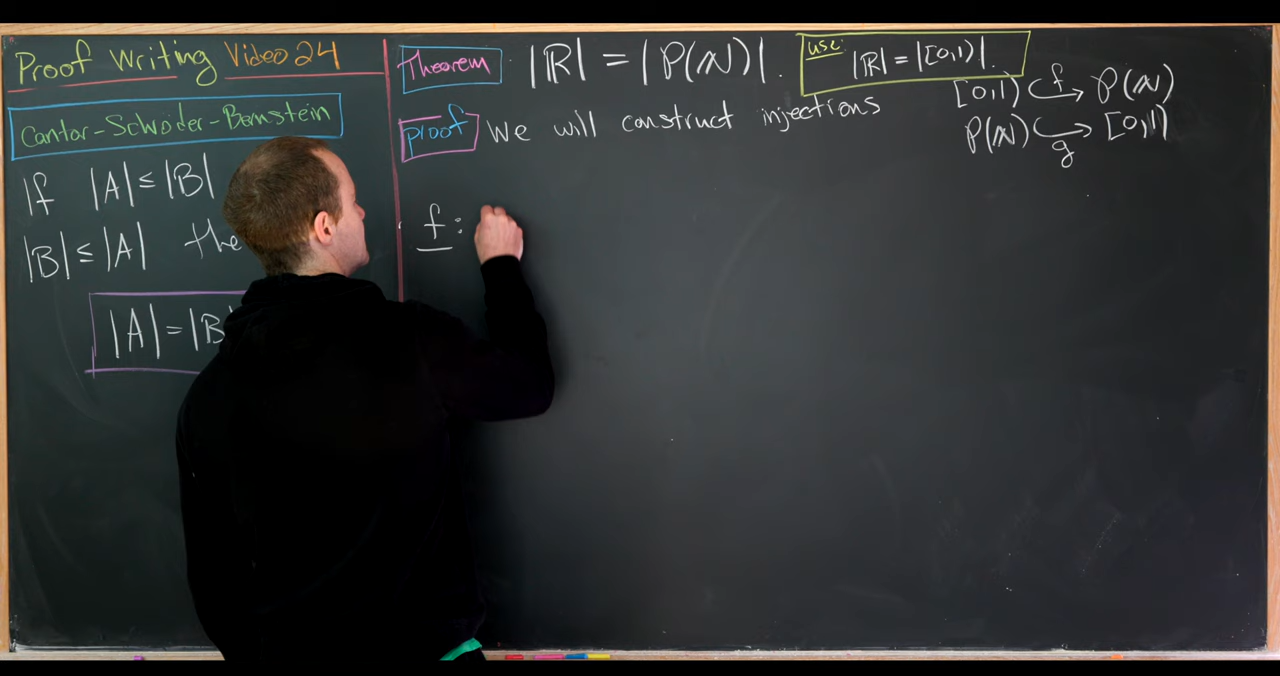 Proof Writing Video 24
Cantor-Schröder-Bernstein
If |A| ≤ |B|
|B| ≤ |A| the
|A| = |B|
Theorem |ℝ| = |P(ℕ)|.
use: |ℝ| = |[0,1)|.
proof We will construct injections
[0,1) f↪ P(ℕ)
P(ℕ) ↪g [0,1)
f: